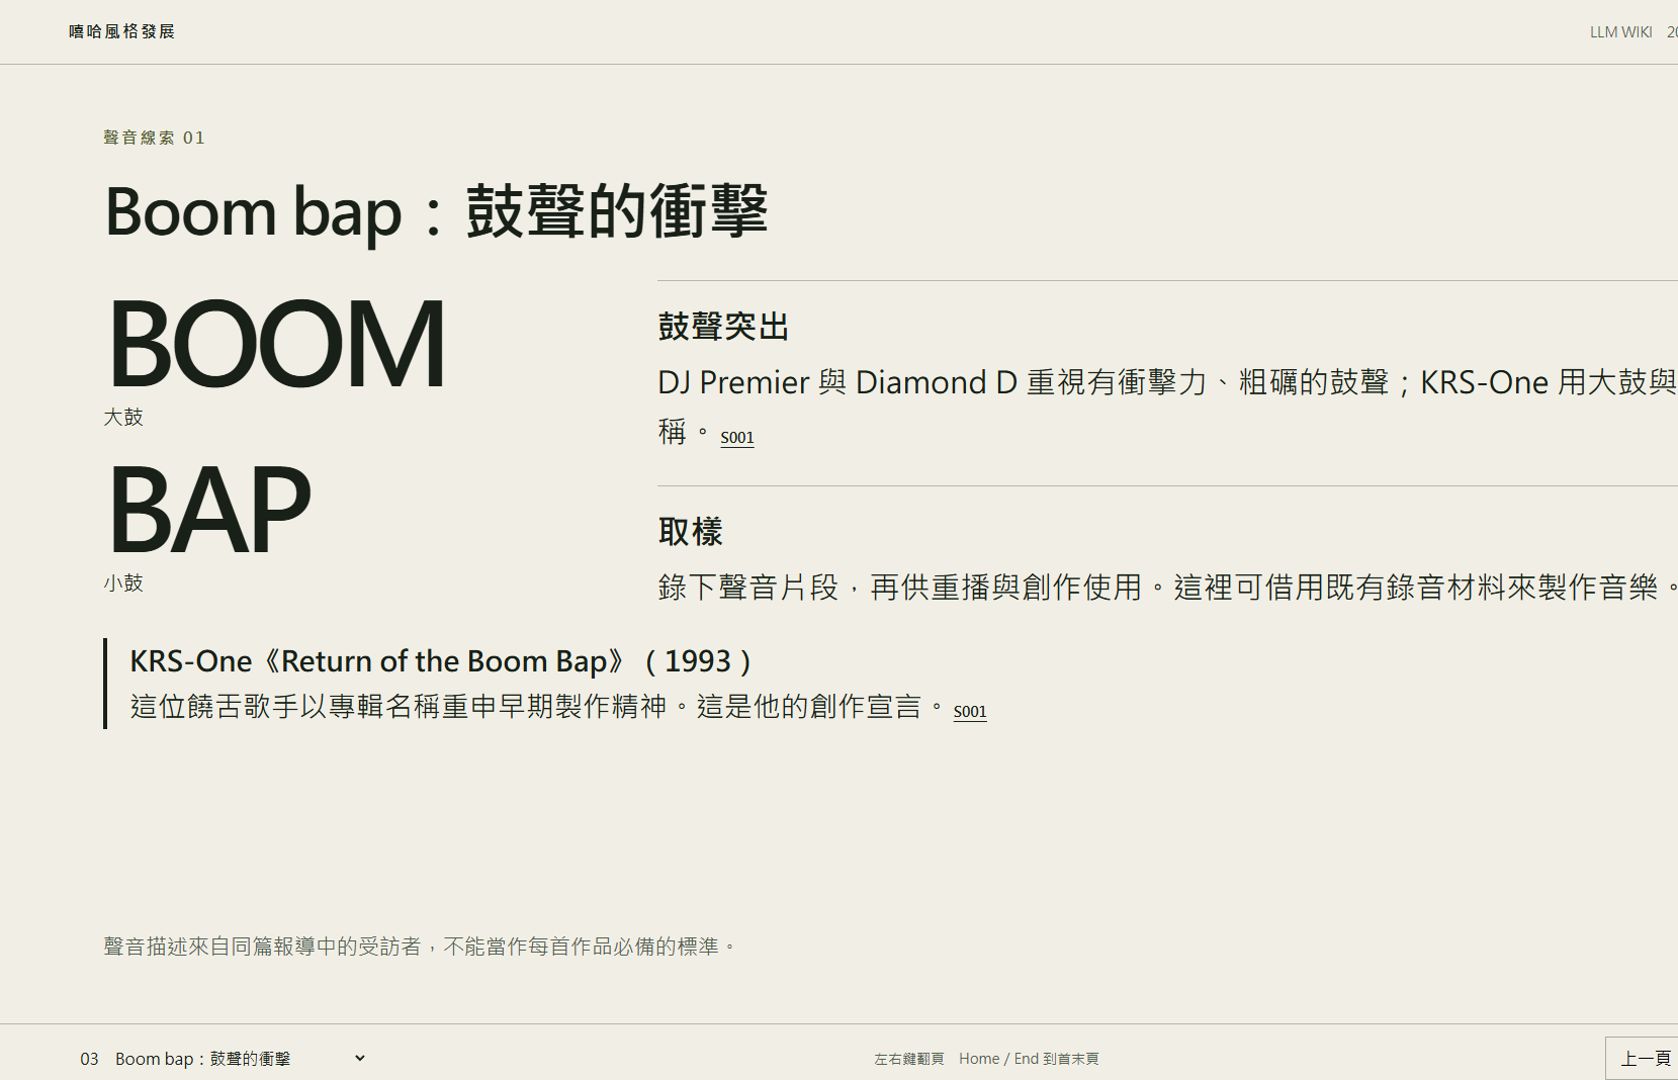 嘻哈風格發展
LLM WIKI
聲音線索 01
Boom bap：鼓聲的衝擊
BOOM
大鼓
BAP
小鼓
鼓聲突出
DJ Premier 與 Diamond D 重視有衝擊力、粗礪的鼓聲；KRS-One 用大鼓與
稱。 S001
取樣
錄下聲音片段，再供重播與創作使用。這裡可借用既有錄音材料來製作音樂。
KRS-One《Return of the Boom Bap》（1993）
這位饒舌歌手以專輯名稱重申早期製作精神。這是他的創作宣言。 S001
聲音描述來自同篇報導中的受訪者，不能當作每首作品必備的標準。
03 Boom bap：鼓聲的衝擊
左右鍵翻頁 Home / End 到首末頁
上一頁